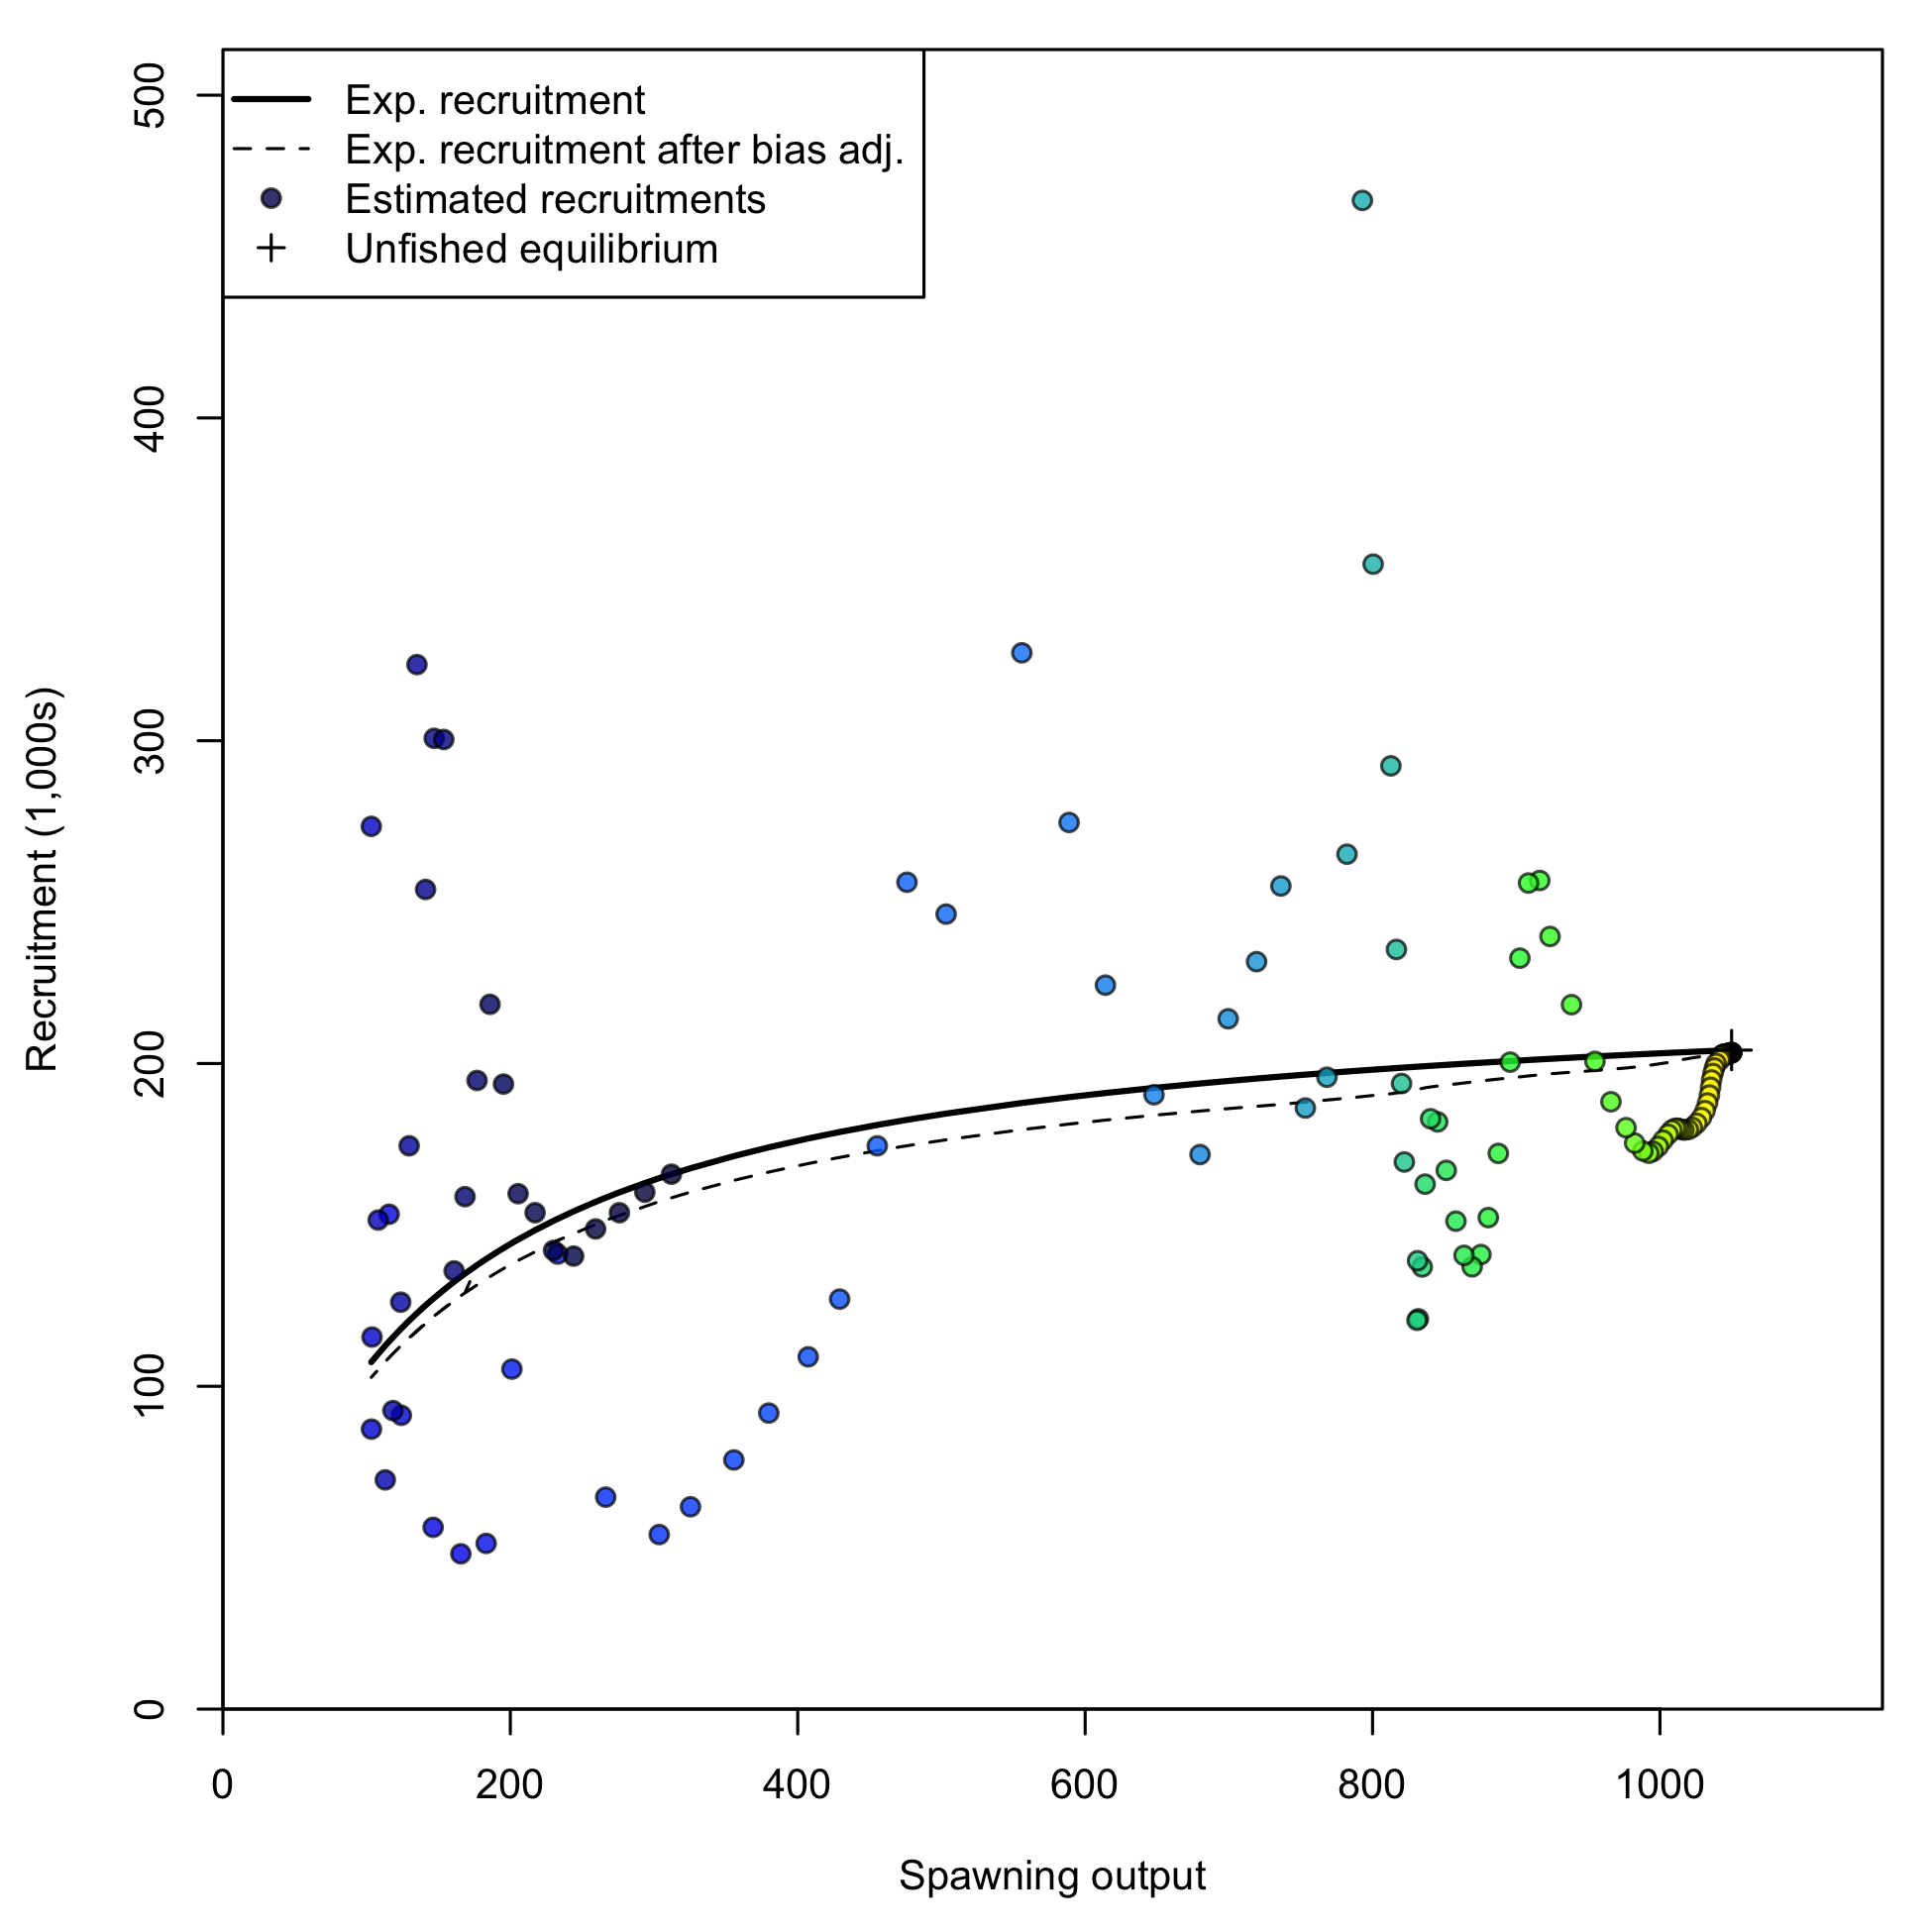 Exp. recruitment
Exp. recruitment after bias adj.
Estimated recruitments
Unfished equilibrium
500
400
300
200
100
0
Recruitment (1,000s)
0 200 400 600 800 1000
Spawning output